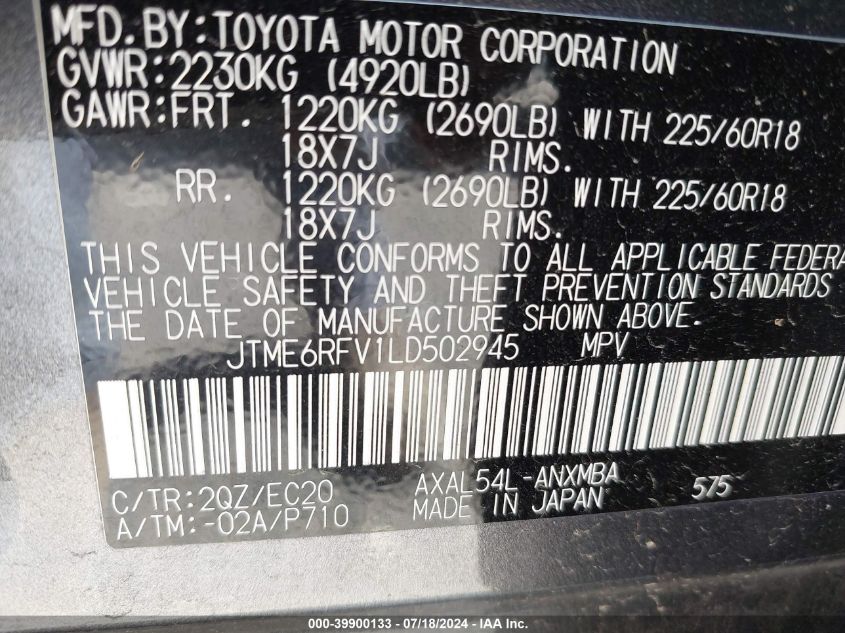 MFD.BY:TOYOTA MOTOR CORPORATION
GVWR:2230KG (4920LB)
GAWR:FRT. 1220KG (2690LB) WITH 225/60R18
18X7J RIMS.
RR. 1220KG (2690LB) WITH 225/60R18
18X7J RIMS.
THIS VEHICLE CONFORMS TO ALL APPLICABLE FEDERA
VEHICLE SAFETY AND THEFT PREVENTION STANDARDS
THE DATE OF MANUFACTURE SHOWN ABOVE.
JTME6RFV1LD502945 MPV
C/TR:2QZ/EC20 AXAL54L-ANXMBA 575
A/TM:-02A/P710 MADE IN JAPAN
000-39900133 - 07/18/2024 - IAA Inc.